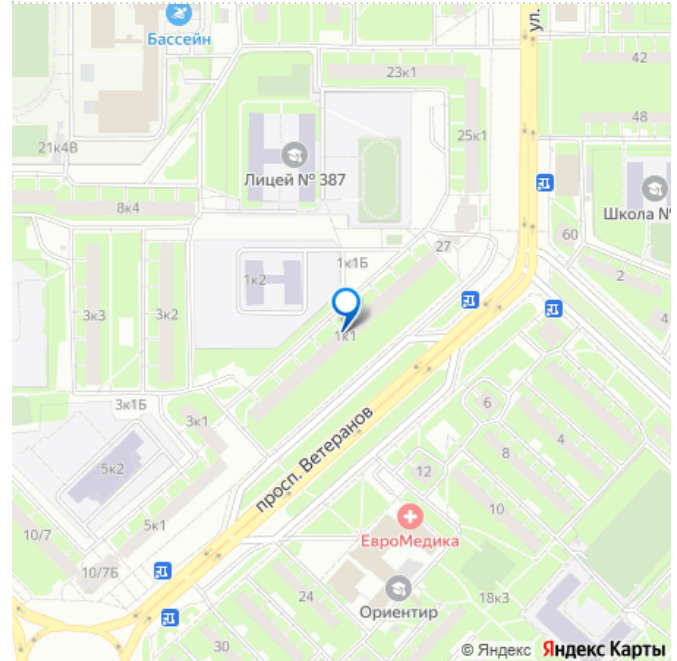 Бассейн
ул.
42
23к1
48
25к1
21к4В
Лицей № 387
8к4
Школа №
27
60
1к1Б
1к2
2
3к3
3к2
4
1к1
3к1Б
3к1
6
просп. Ветеранов
4
8
5к2
12
10
5к1
ЕвроМедика
10/7
10/7Б
18к3
24
Ориентир
30
© Яндекс Яндекс Карты